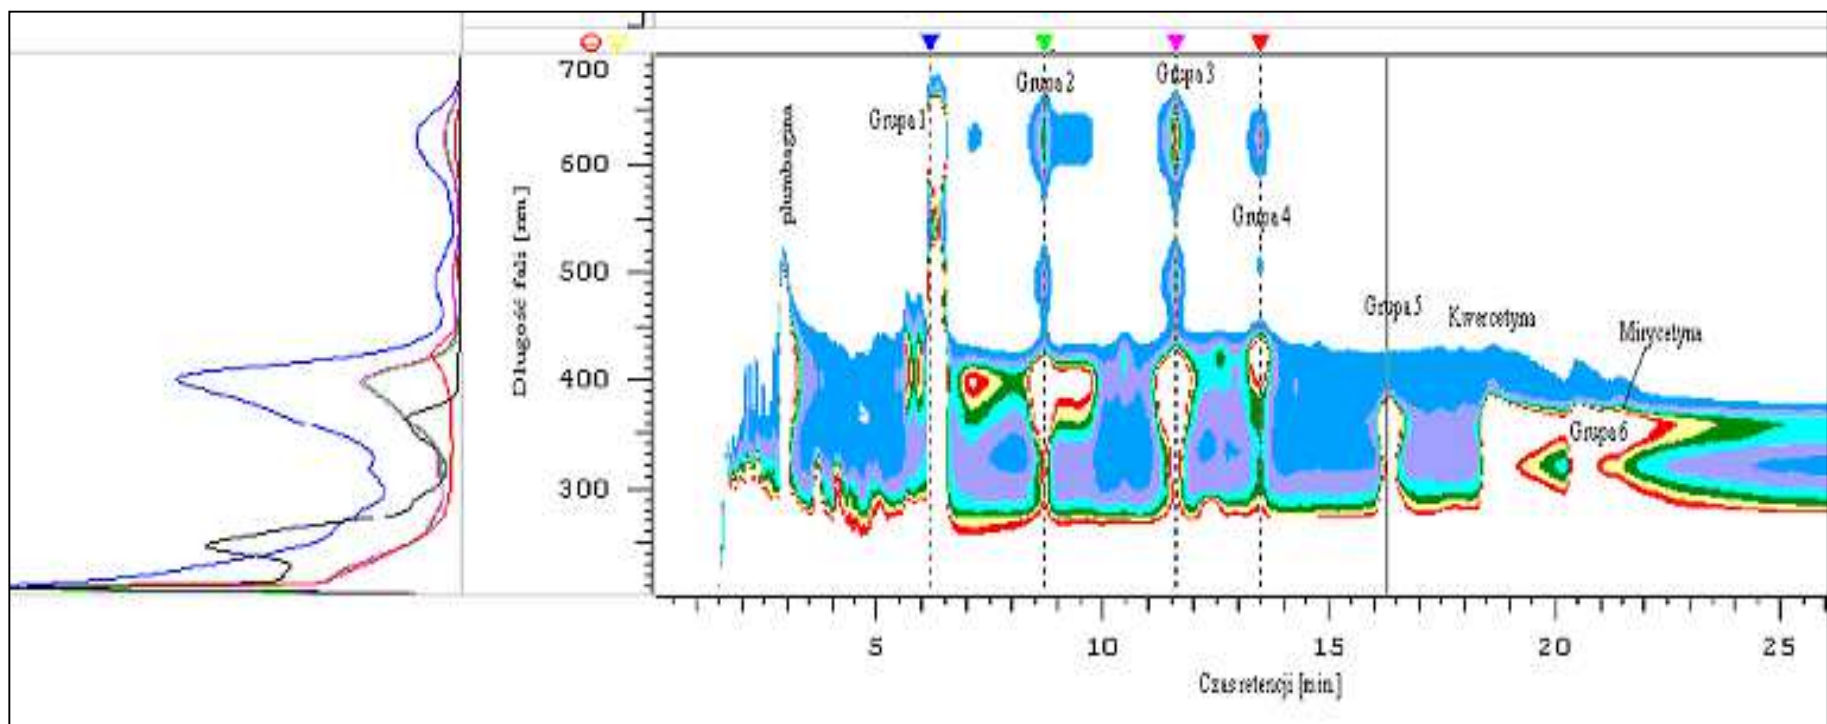 700
600
500
400
300
Długość fali [nm.]
plumbagina
Grupa 1
Grupa 2
Grupa 3
Grupa 4
Grupa 5
Kwercetyna
Mirycetyna
Grupa 6
5 10 15 20 25
Czas retencji [min.]